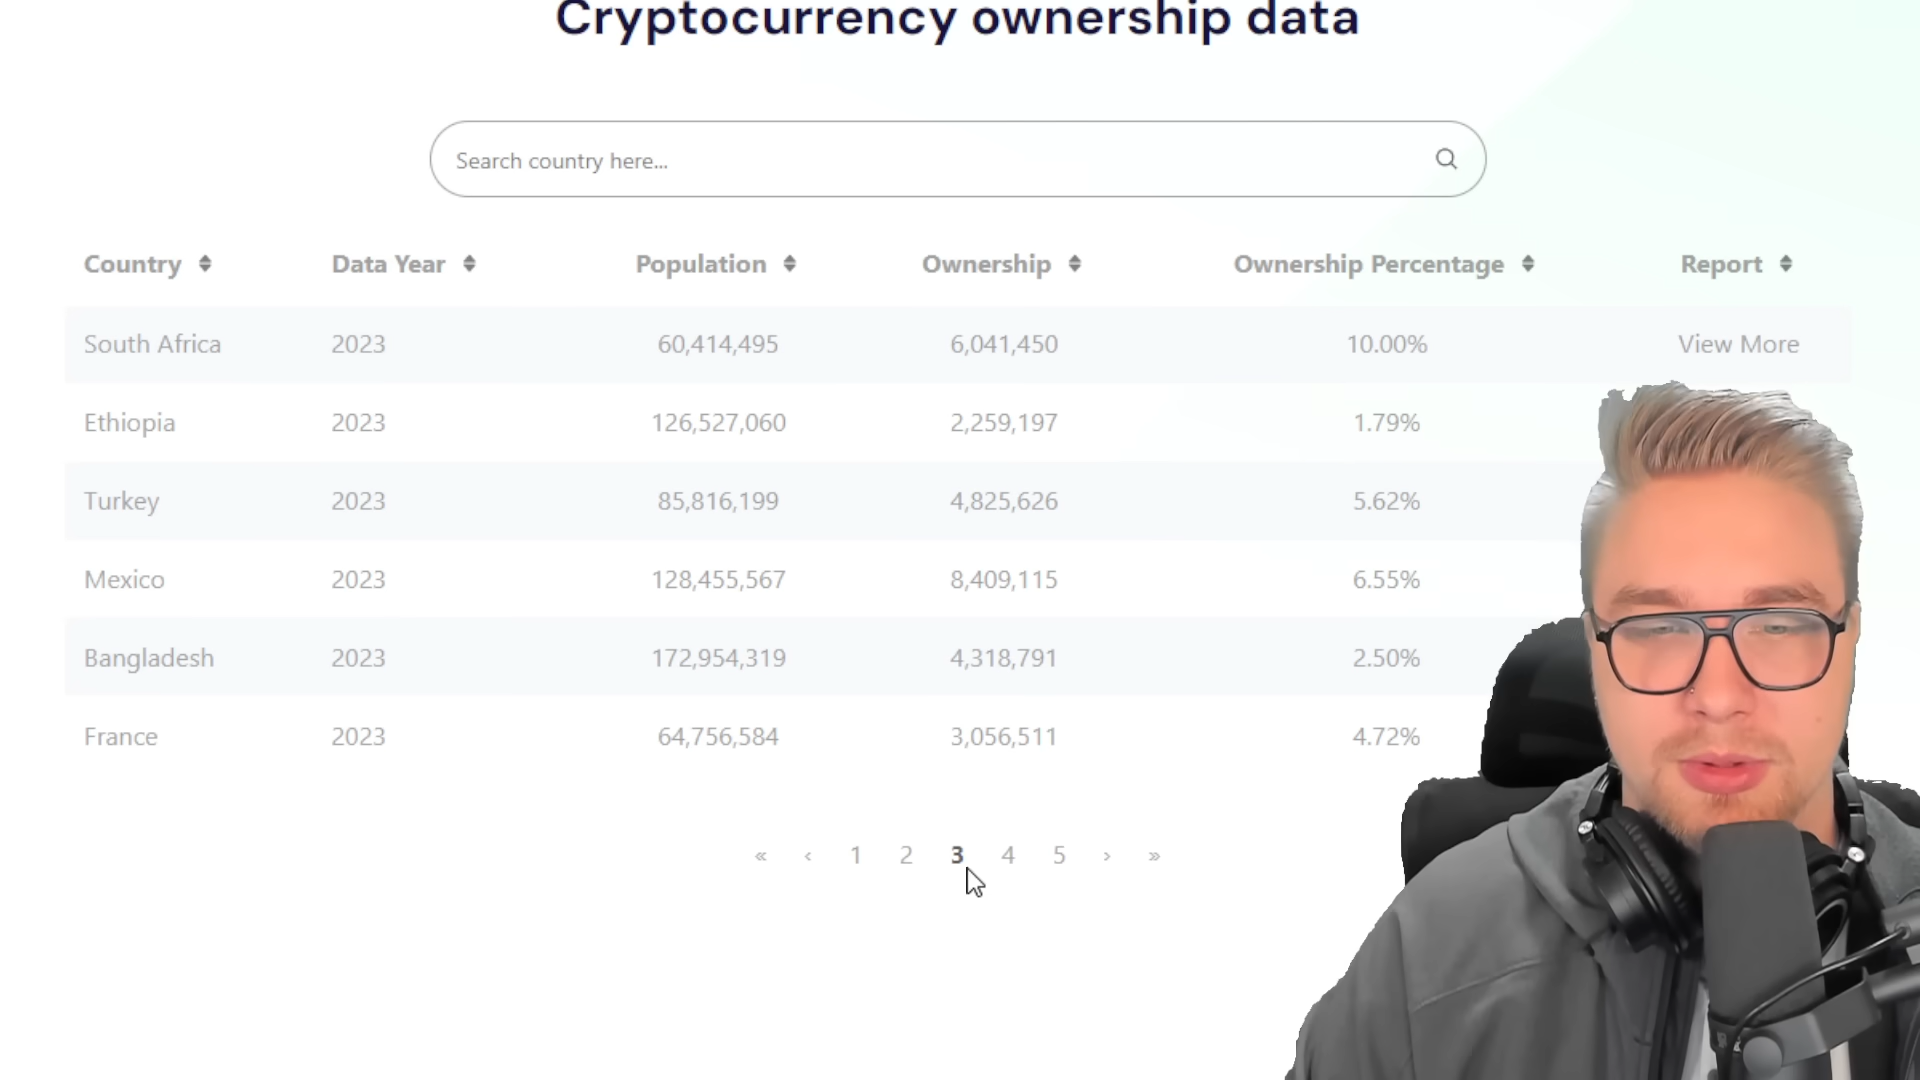 Cryptocurrency ownership data
Search country here...
Country Data Year Population Ownership Ownership Percentage Report
South Africa 2023 60,414,495 6,041,450 10.00% View More
Ethiopia 2023 126,527,060 2,259,197 1.79%
Turkey 2023 85,816,199 4,825,626 5.62%
Mexico 2023 128,455,567 8,409,115 6.55%
Bangladesh 2023 172,954,319 4,318,791 2.50%
France 2023 64,756,584 3,056,511 4.72%
« ‹ 1 2 3 4 5 › »